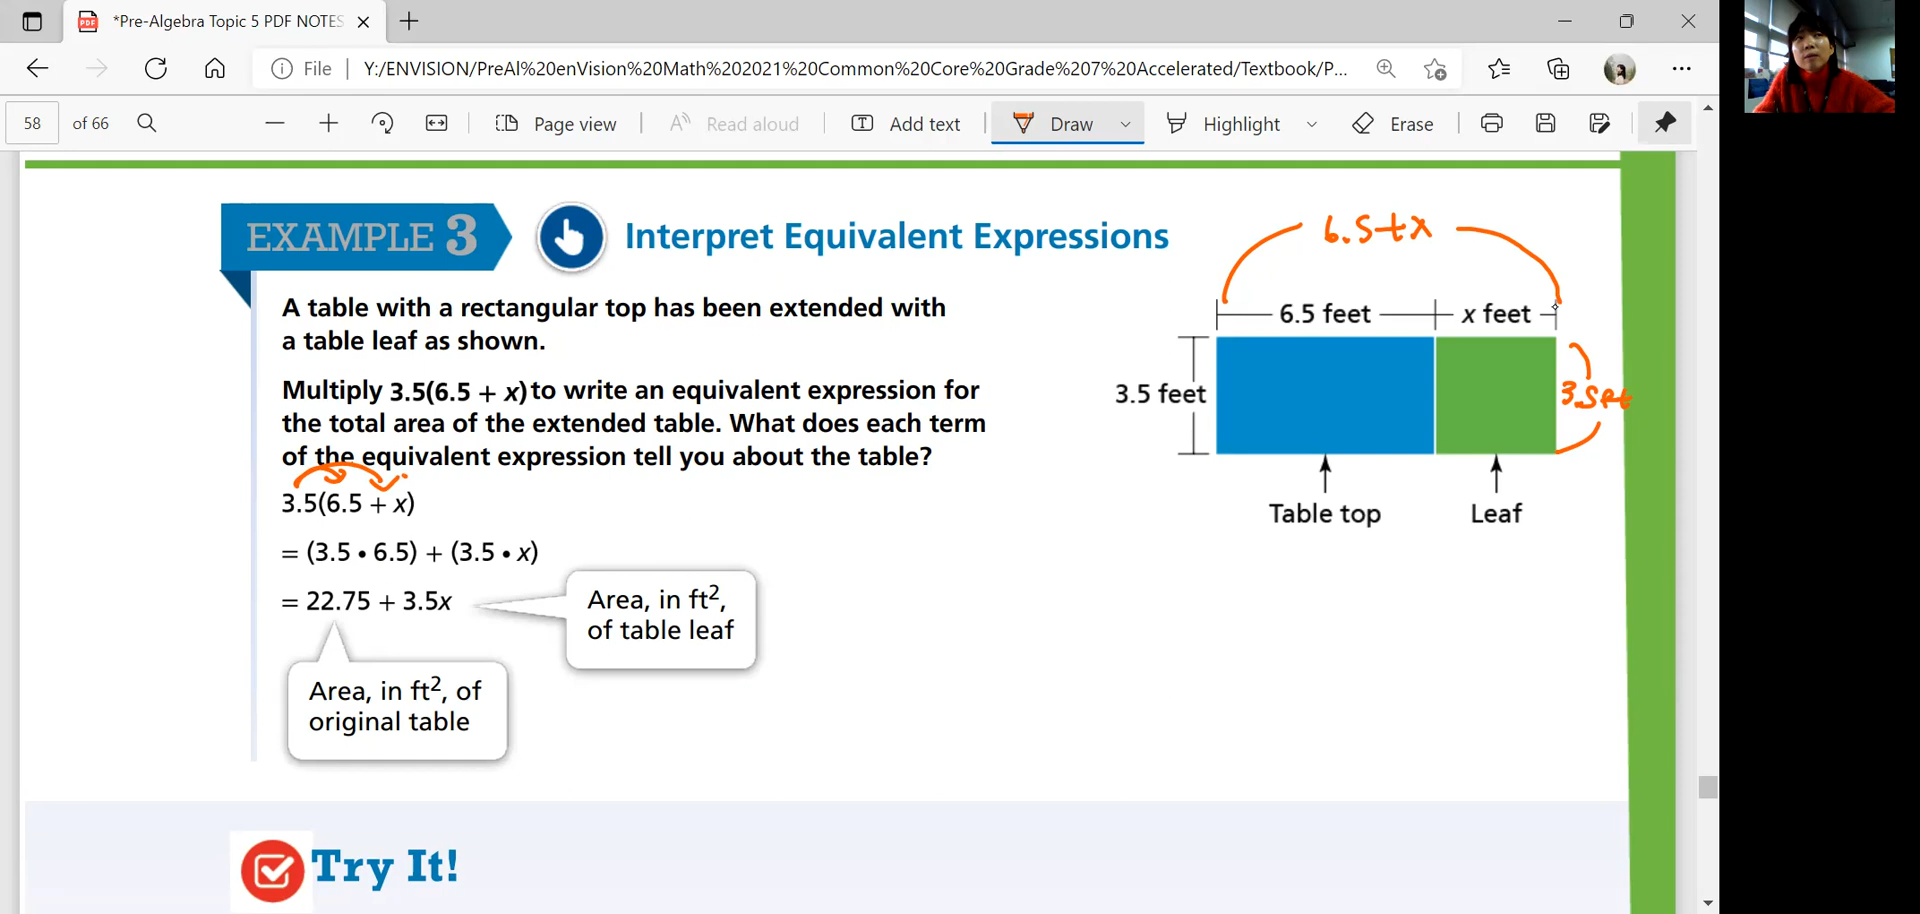 *Pre-Algebra Topic 5 PDF NOTES
File
Y:/ENVISION/PreAl%20enVision%20Math%202021%20Common%20Core%20Grade%207%20Accelerated/Textbook/P...
58 of 66
Page view
Read aloud
Add text
Draw
Highlight
Erase
EXAMPLE 3
Interpret Equivalent Expressions
6.5+x
A table with a rectangular top has been extended with
a table leaf as shown.
Multiply 3.5(6.5 + x) to write an equivalent expression for
the total area of the extended table. What does each term
of the equivalent expression tell you about the table?
3.5(6.5 + x)
= (3.5 • 6.5) + (3.5 • x)
= 22.75 + 3.5x
Area, in ft²,
of table leaf
Area, in ft², of
original table
6.5 feet
x feet
3.5 feet
3.5 ft
Table top
Leaf
Try It!